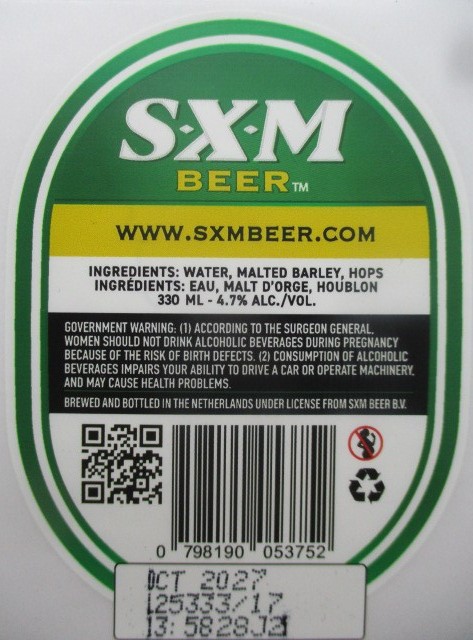 S·X·M
BEER™
WWW.SXMBEER.COM
INGREDIENTS: WATER, MALTED BARLEY, HOPS
INGRÉDIENTS: EAU, MALT D'ORGE, HOUBLON
330 ML - 4.7% ALC./VOL.
GOVERNMENT WARNING: (1) ACCORDING TO THE SURGEON GENERAL,
WOMEN SHOULD NOT DRINK ALCOHOLIC BEVERAGES DURING PREGNANCY
BECAUSE OF THE RISK OF BIRTH DEFECTS. (2) CONSUMPTION OF ALCOHOLIC
BEVERAGES IMPAIRS YOUR ABILITY TO DRIVE A CAR OR OPERATE MACHINERY,
AND MAY CAUSE HEALTH PROBLEMS.
BREWED AND BOTTLED IN THE NETHERLANDS UNDER LICENSE FROM SXM BEER B.V.
0 798190 053752
OCT 2027
L25333/17
13:58